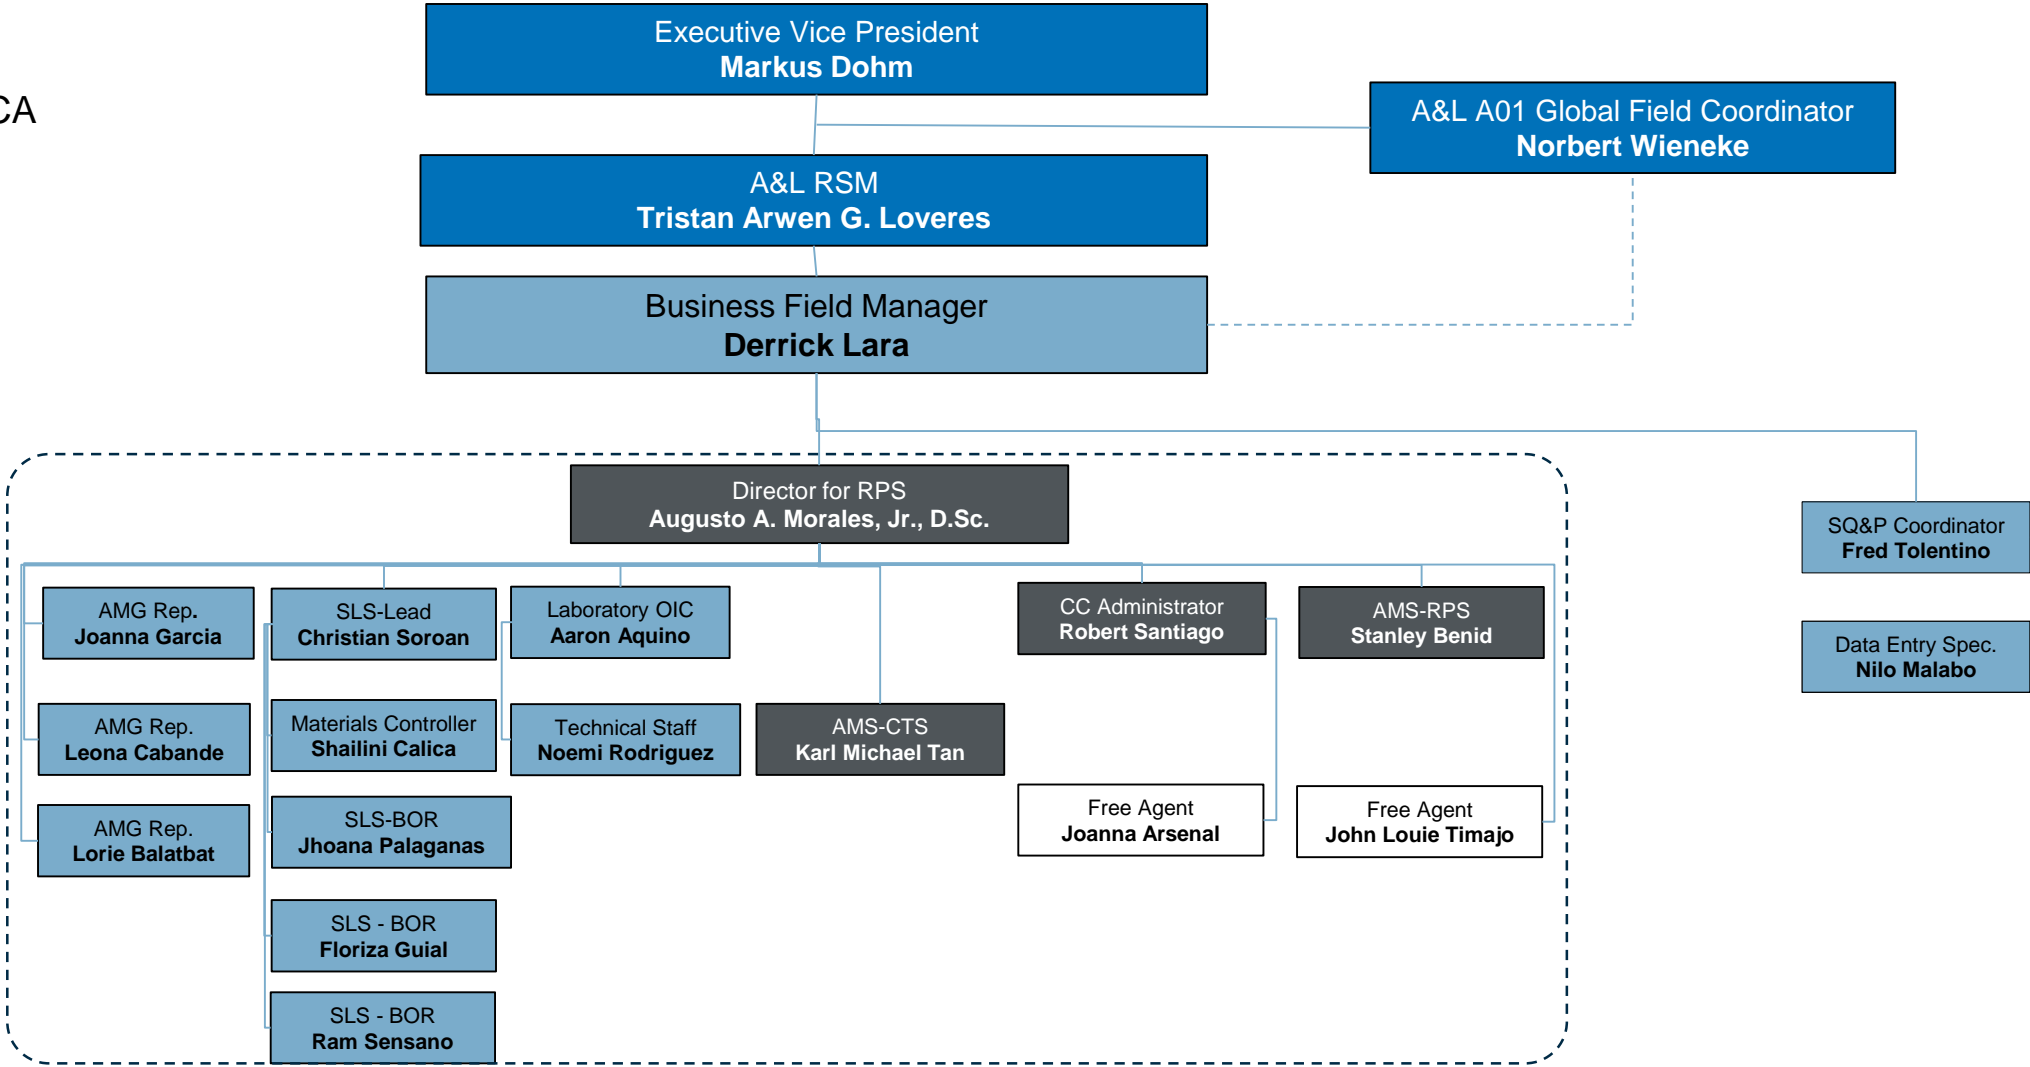 Executive Vice President
Markus Dohm
CA
A&L A01 Global Field Coordinator
Norbert Wieneke
A&L RSM
Tristan Arwen G. Loveres
Business Field Manager
Derrick Lara
Director for RPS
Augusto A. Morales, Jr., D.Sc.
SQ&P Coordinator
Fred Tolentino
AMG Rep.
Joanna Garcia
SLS-Lead
Christian Soroan
Laboratory OIC
Aaron Aquino
CC Administrator
Robert Santiago
AMS-RPS
Stanley Benid
Data Entry Spec.
Nilo Malabo
AMG Rep.
Leona Cabande
Materials Controller
Shailini Calica
Technical Staff
Noemi Rodriguez
AMS-CTS
Karl Michael Tan
AMG Rep.
Lorie Balatbat
SLS-BOR
Jhoana Palaganas
Free Agent
Joanna Arsenal
Free Agent
John Louie Timajo
SLS - BOR
Floriza Guial
SLS - BOR
Ram Sensano